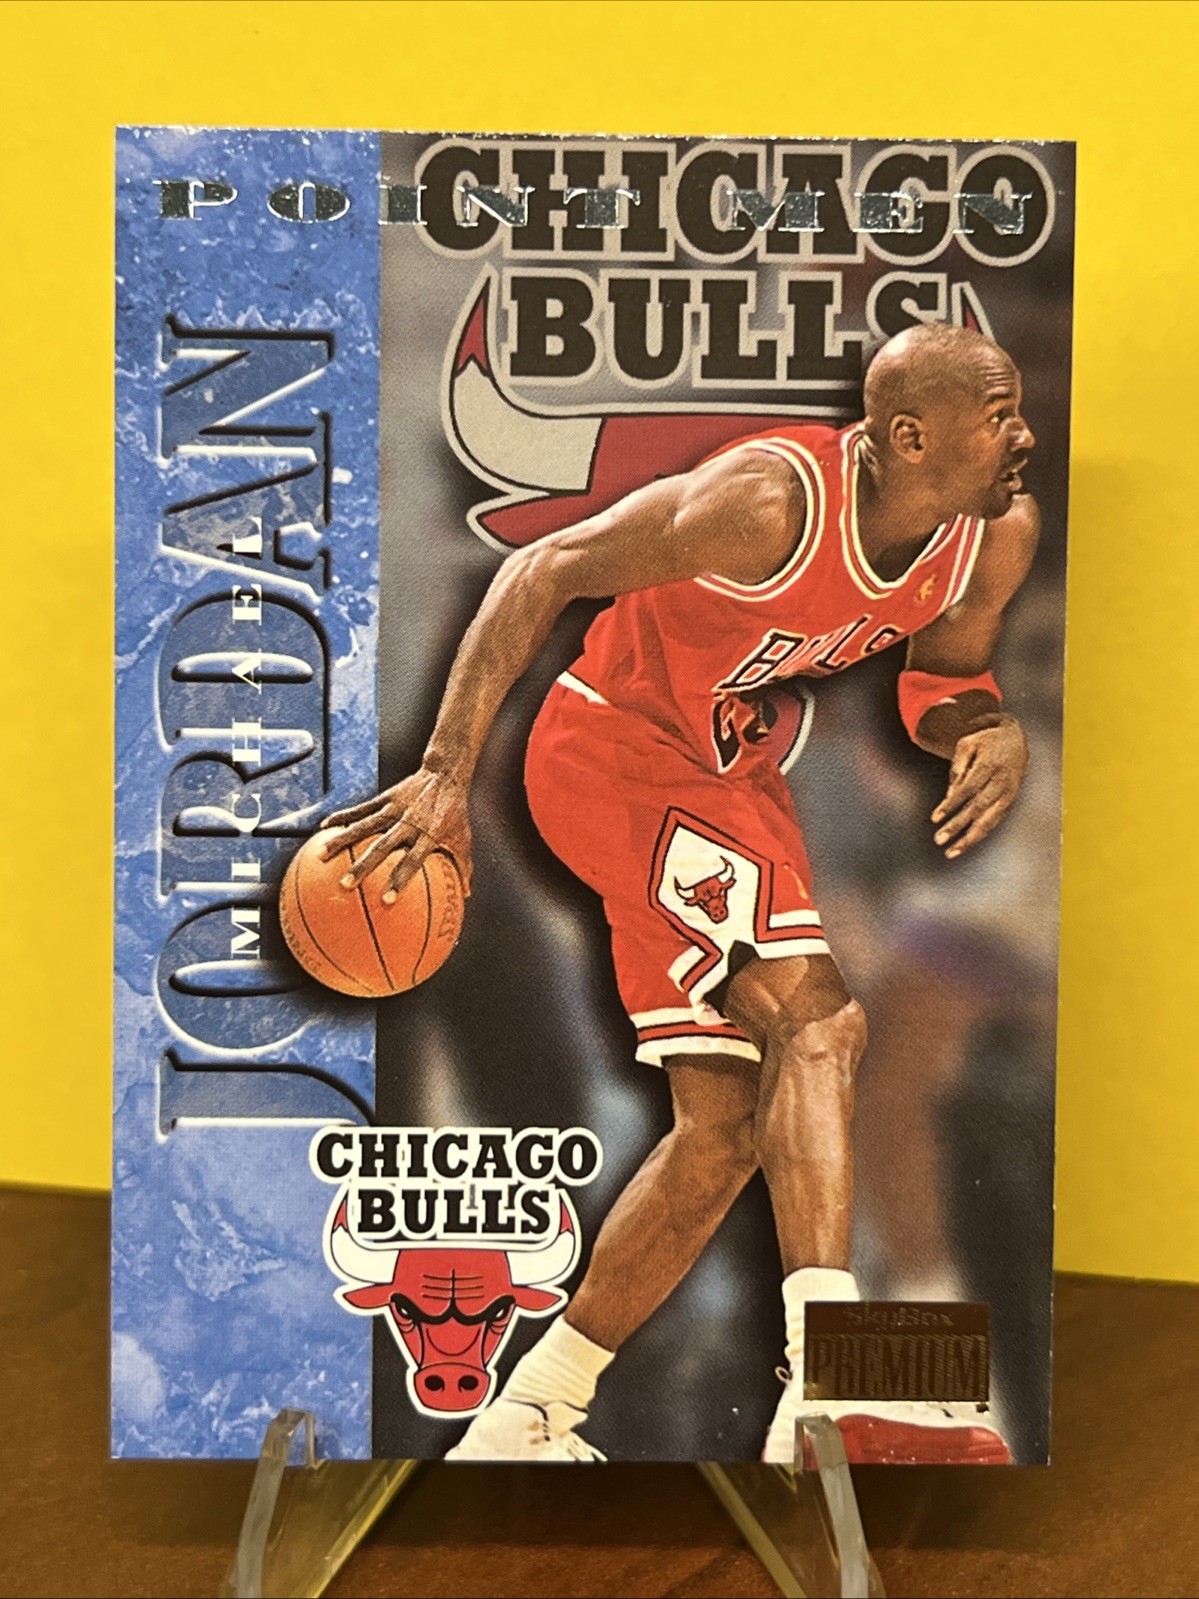 POINT MEN
CHICAGO
BULLS
MICHAEL
JORDAN
BULLS
CHICAGO
BULLS
SkyBox
PREMIUM